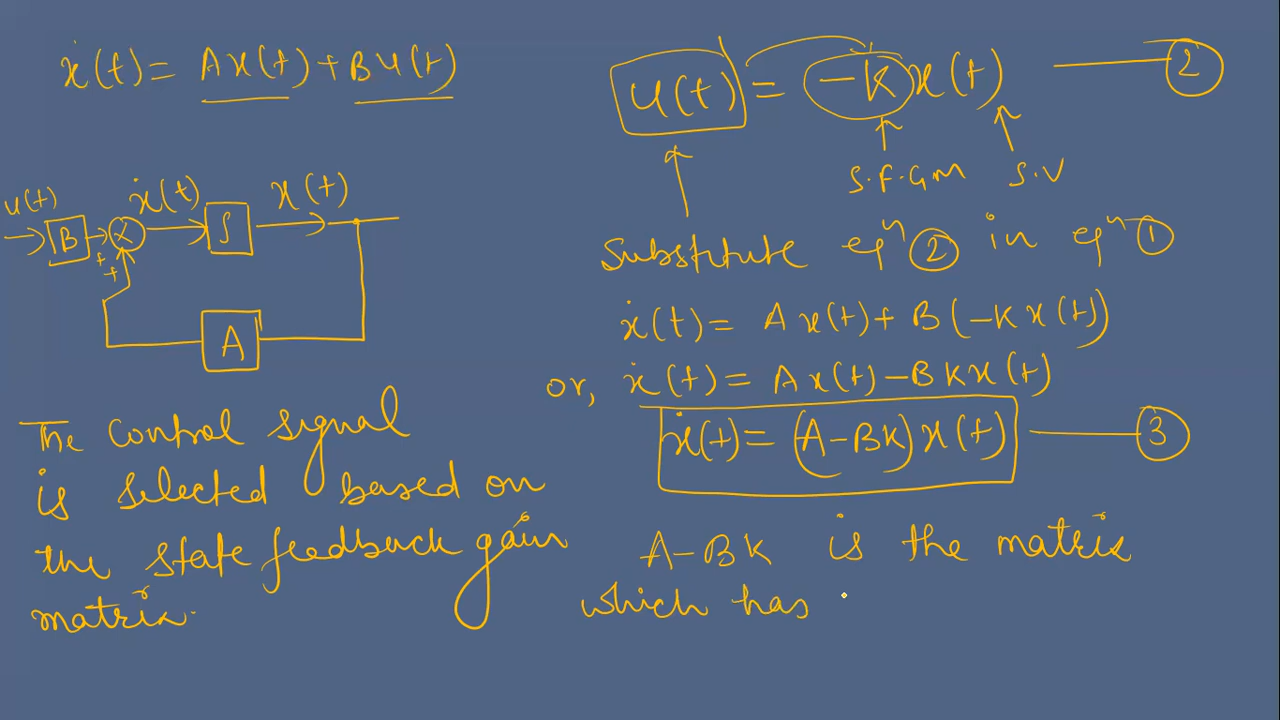 ẋ(t) = Ax(t) + Bu(t)
u(t) B + + ẋ(t) ∫ x(t)
A
The control signal
is selected based on
the state feedback gain
matrix.
u(t) = -K x(t) — ②
S.F.G.M S.V
Substitute eqⁿ ② in eqⁿ ①
ẋ(t) = Ax(t) + B(-Kx(t))
or, ẋ(t) = Ax(t) - BKx(t)
ẋ(t) = (A-BK)x(t) — ③
A-BK is the matrix
which has